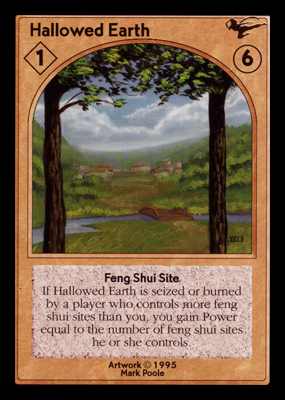 Hallowed Earth
1
6
Feng Shui Site
If Hallowed Earth is seized or burned
by a player who controls more feng
shui sites than you, you gain Power
equal to the number of feng shui sites
he or she controls.
Artwork © 1995
Mark Poole